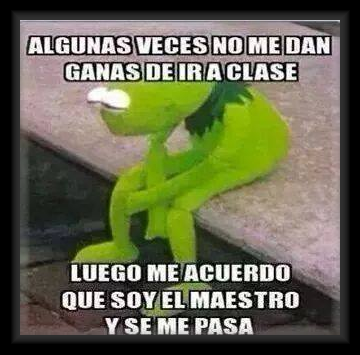 ALGUNAS VECES NO ME DAN
GANAS DE IR A CLASE
LUEGO ME ACUERDO
QUE SOY EL MAESTRO
Y SE ME PASA